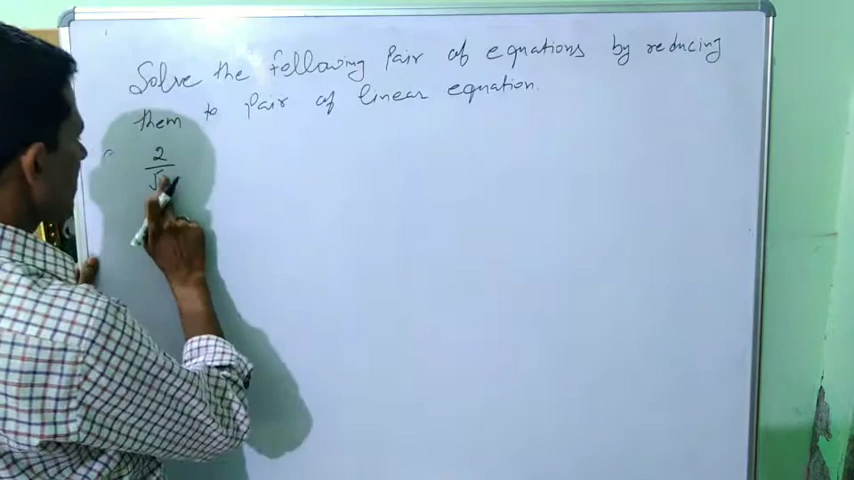 Solve the following Pair of equations by reducing
them to Pair of linear equation.
2
√